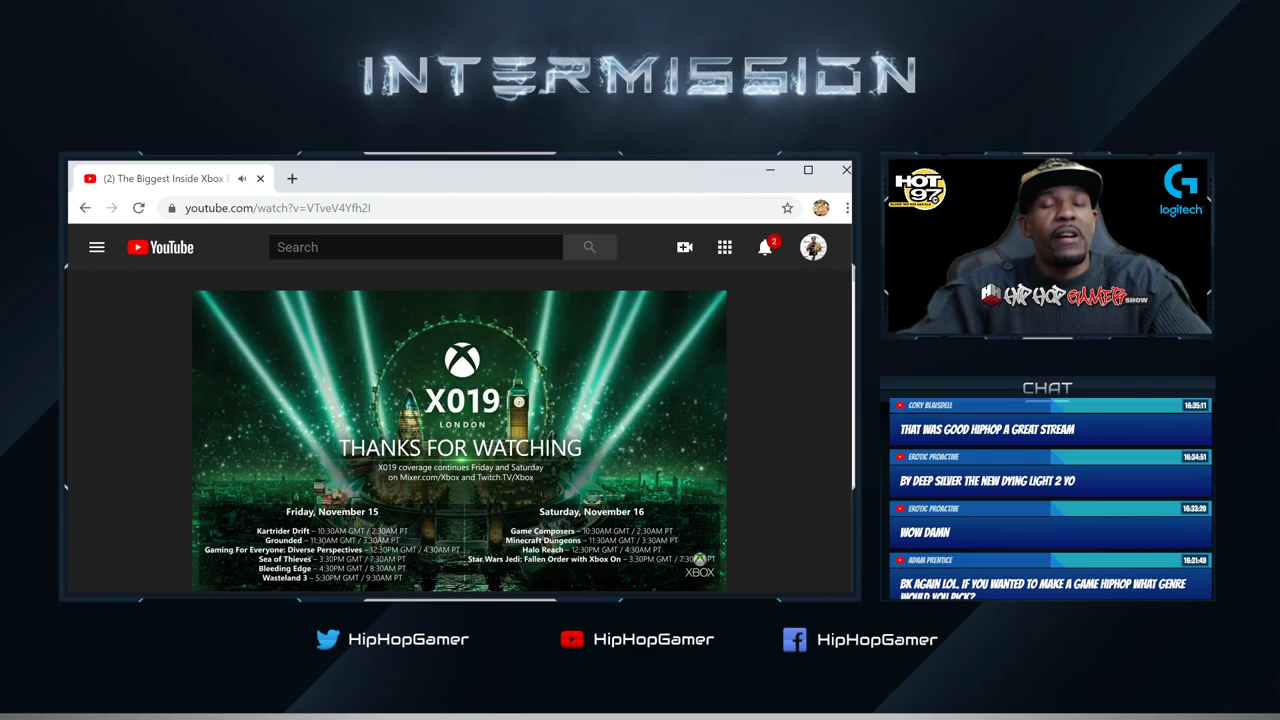 INTERMISSION
(2) The Biggest Inside Xbox E
youtube.com/watch?v=VTveV4Yfh2I
YouTube
Search
2
X019
LONDON
THANKS FOR WATCHING
X019 coverage continues Friday and Saturday
on Mixer.com/Xbox and Twitch.TV/Xbox
Friday, November 15
Kartrider Drift - 10:30AM GMT / 2:30AM PT
Grounded - 11:30AM GMT / 3:30AM PT
Gaming For Everyone: Diverse Perspectives - 12:30PM GMT / 4:30AM PT
Sea of Thieves - 3:30PM GMT / 7:30AM PT
Bleeding Edge - 4:30PM GMT / 8:30AM PT
Wasteland 3 - 5:30PM GMT / 9:30AM PT
Saturday, November 16
Game Composers - 10:30AM GMT / 2:30AM PT
Minecraft Dungeons - 11:30AM GMT / 3:30AM PT
Halo Reach - 12:30PM GMT / 4:30AM PT
Star Wars Jedi: Fallen Order with Xbox On - 3:30PM GMT / 7:30AM PT
XBOX
HOT
97
logitech
HIP HOP GAMER SHOW
CHAT
CORY BLAISDELL 16:35:11
THAT WAS GOOD HIPHOP A GREAT STREAM
EROTIC PROACTIVE 16:34:51
BY DEEP SILVER THE NEW DYING LIGHT 2 YO
EROTIC PROACTIVE 16:33:20
WOW DAMN
ADAM PRENTICE 16:31:49
BK AGAIN LOL. IF YOU WANTED TO MAKE A GAME HIPHOP WHAT GENRE
WOULD YOU PICK?
HipHopGamer
HipHopGamer
HipHopGamer